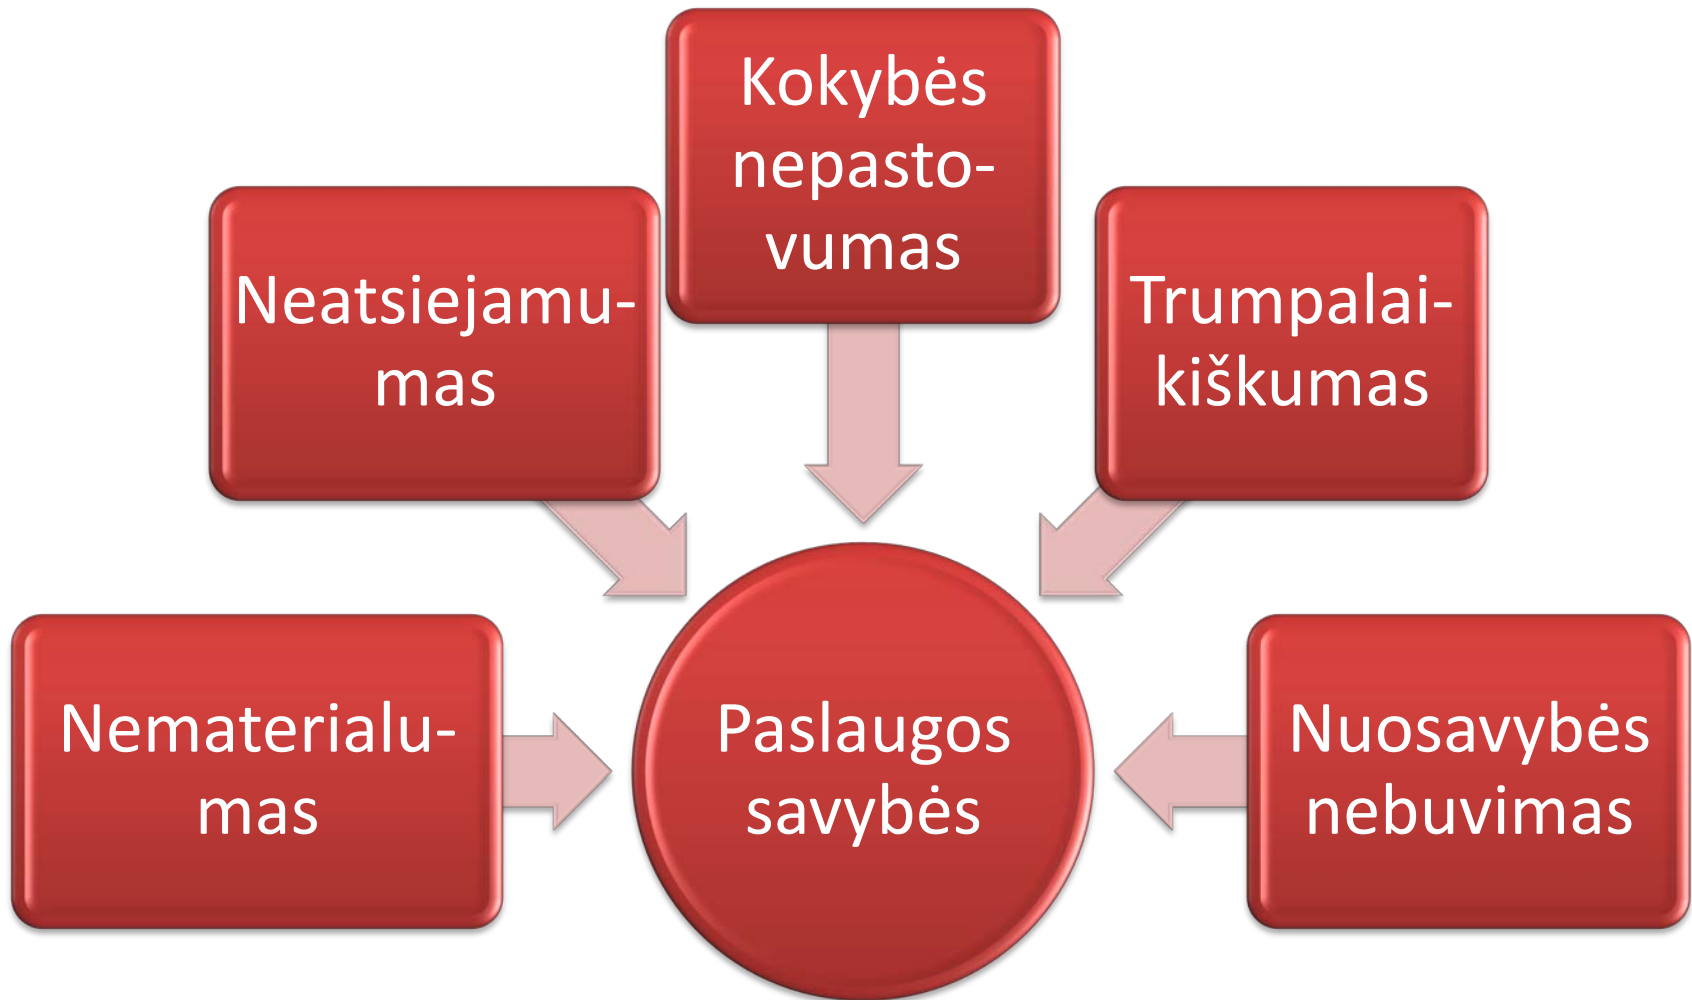 Kokybės
nepasto-
vumas
Neatsiejamu-
mas
Trumpalai-
kiškumas
Nematerialu-
mas
Paslaugos
savybės
Nuosavybės
nebuvimas